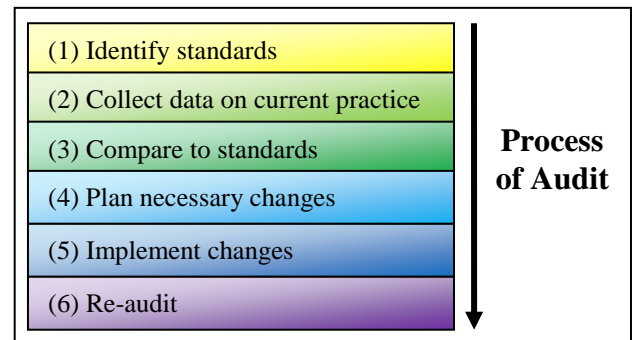 (1) Identify standards
(2) Collect data on current practice
(3) Compare to standards
(4) Plan necessary changes
(5) Implement changes
(6) Re-audit
Process
of Audit